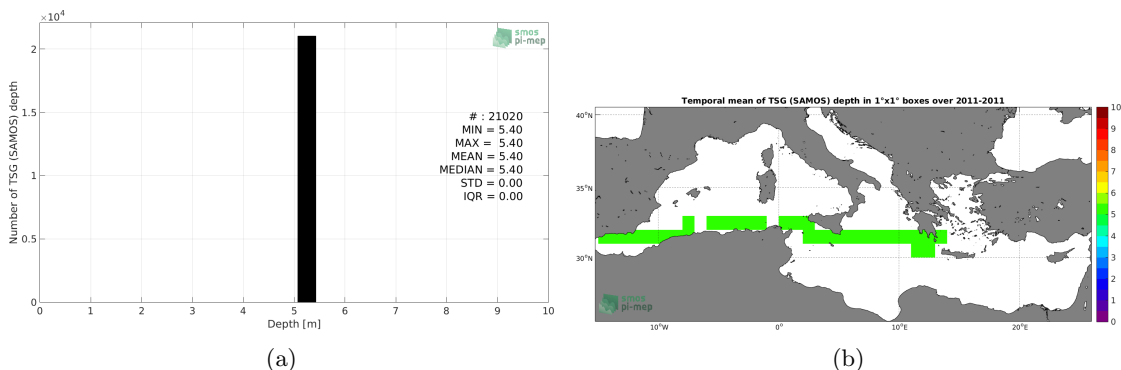 ×10⁴
2
1.5
1
0.5
0
Number of TSG (SAMOS) depth
smos
pi-mep
# : 21020
MIN = 5.40
MAX = 5.40
MEAN = 5.40
MEDIAN = 5.40
STD = 0.00
IQR = 0.00
0 1 2 3 4 5 6 7 8 9 10
Depth [m]
(a)
Temporal mean of TSG (SAMOS) depth in 1°x1° boxes over 2011-2011
40°N
35°N
30°N
smos
pi-mep
10°W 0° 10°E 20°E
10
9
8
7
6
5
4
3
2
1
0
(b)